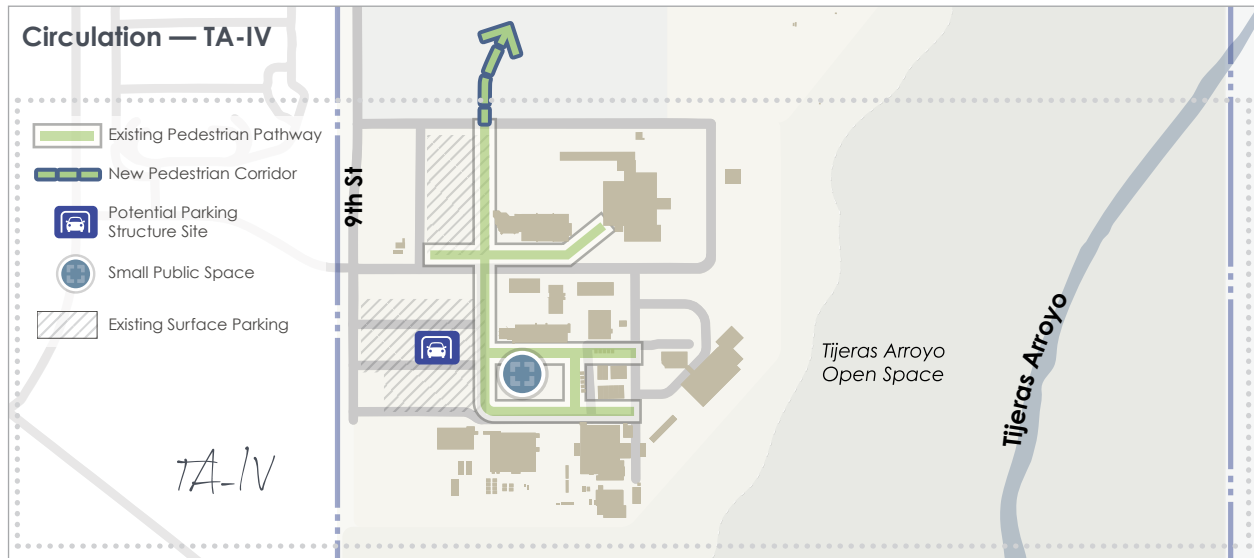 Circulation — TA-IV
Existing Pedestrian Pathway
New Pedestrian Corridor
Potential Parking
Structure Site
Small Public Space
Existing Surface Parking
TA-IV
9th St
Tijeras Arroyo
Open Space
Tijeras Arroyo